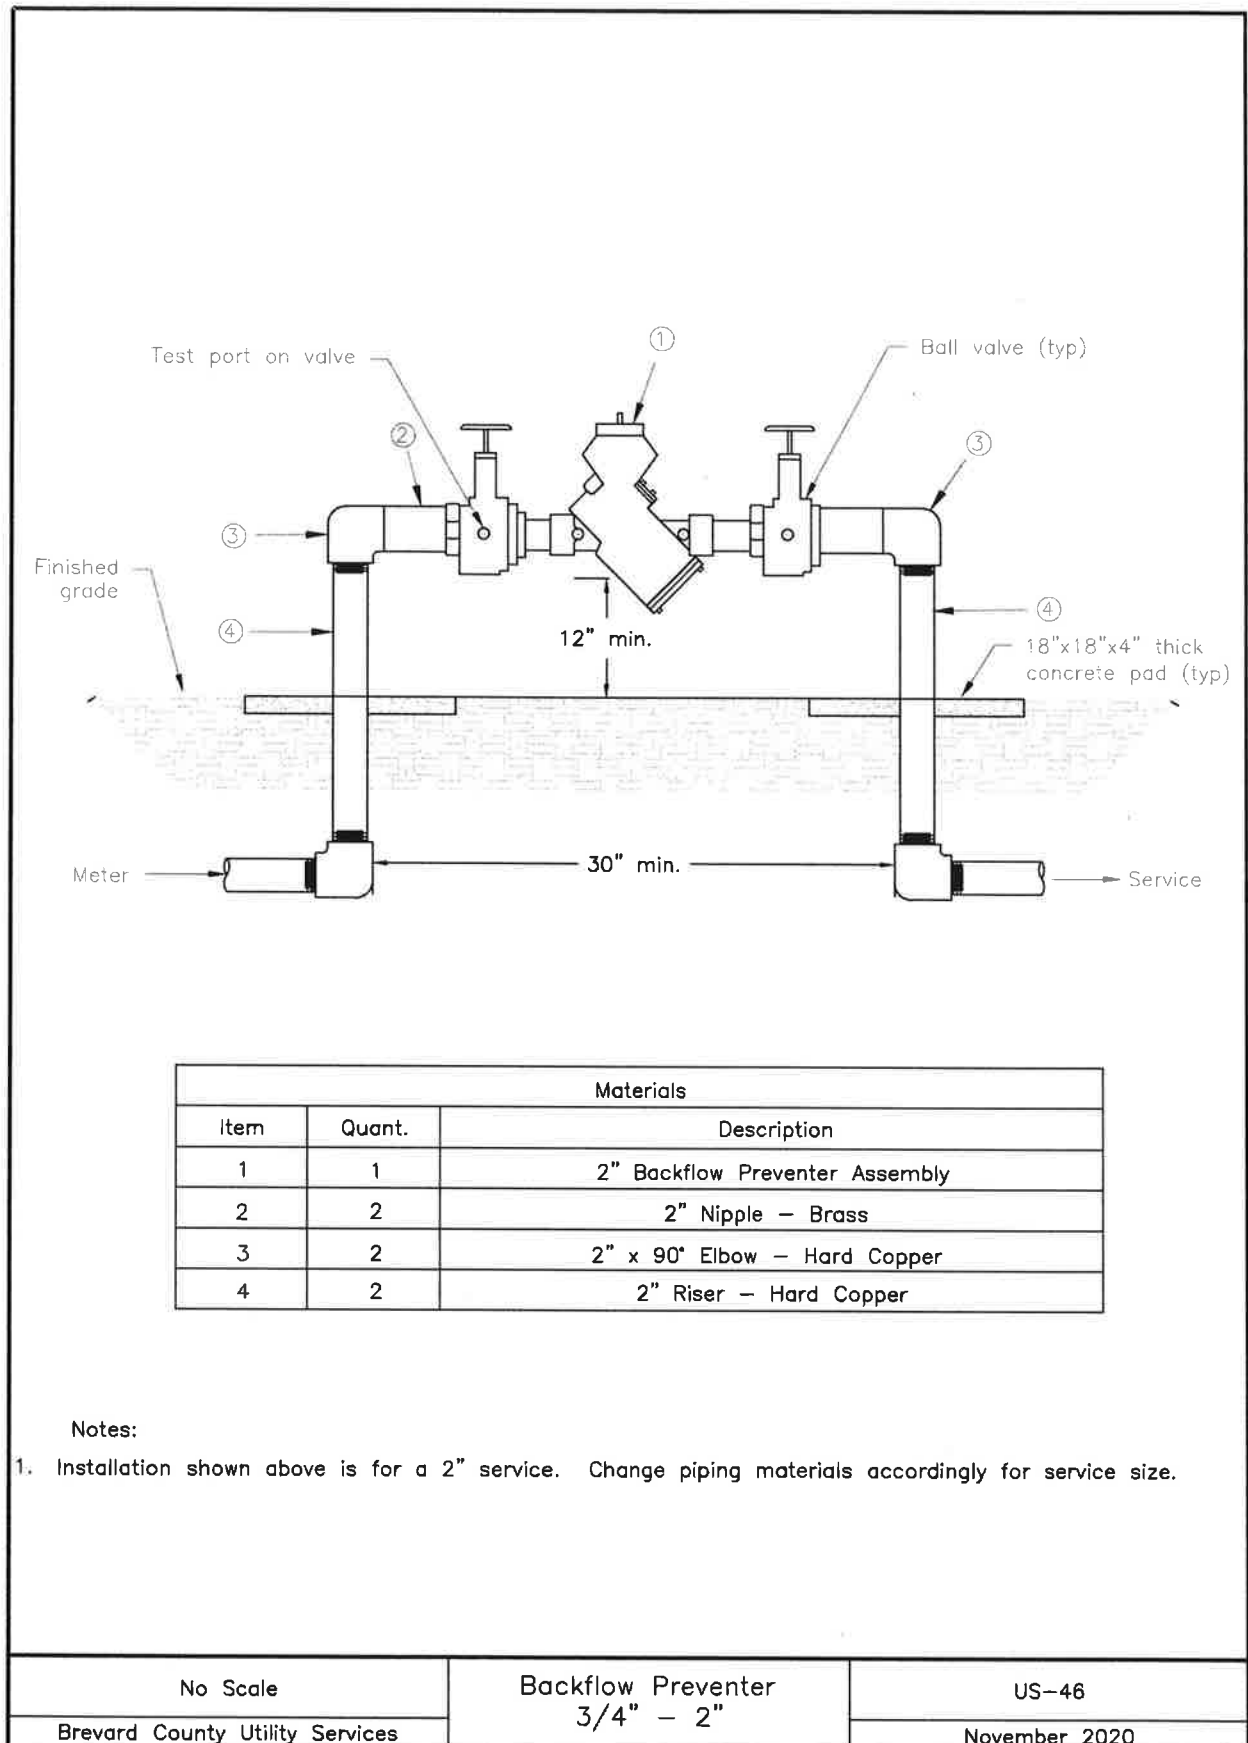 ①
Test port on valve
Ball valve (typ)
②
③
③
Finished
grade
④
12" min.
④
18"x18"x4" thick
concrete pad (typ)
Meter
30" min.
Service
Materials
Item Quant. Description
1 1 2" Backflow Preventer Assembly
2 2 2" Nipple — Brass
3 2 2" x 90° Elbow — Hard Copper
4 2 2" Riser — Hard Copper
Notes:
1. Installation shown above is for a 2" service. Change piping materials accordingly for service size.
No Scale
Backflow Preventer
3/4" — 2"
US-46
Brevard County Utility Services
November 2020